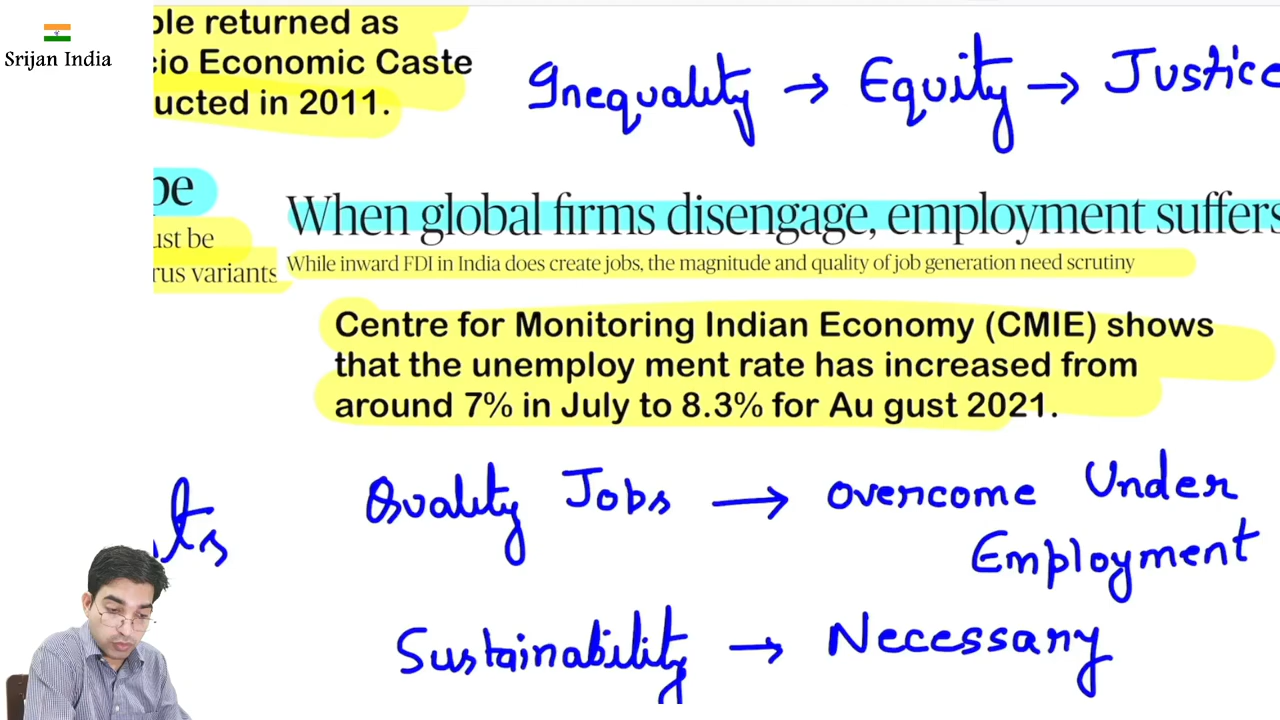 Srijan India
ple returned as
cio Economic Caste
ucted in 2011.
Inequality → Equity → Justice
be
ust be
rus variants
When global firms disengage, employment suffers
While inward FDI in India does create jobs, the magnitude and quality of job generation need scrutiny
Centre for Monitoring Indian Economy (CMIE) shows
that the unemploy ment rate has increased from
around 7% in July to 8.3% for Au gust 2021.
Quality Jobs → overcome Under
Employment
Sustainability → Necessary